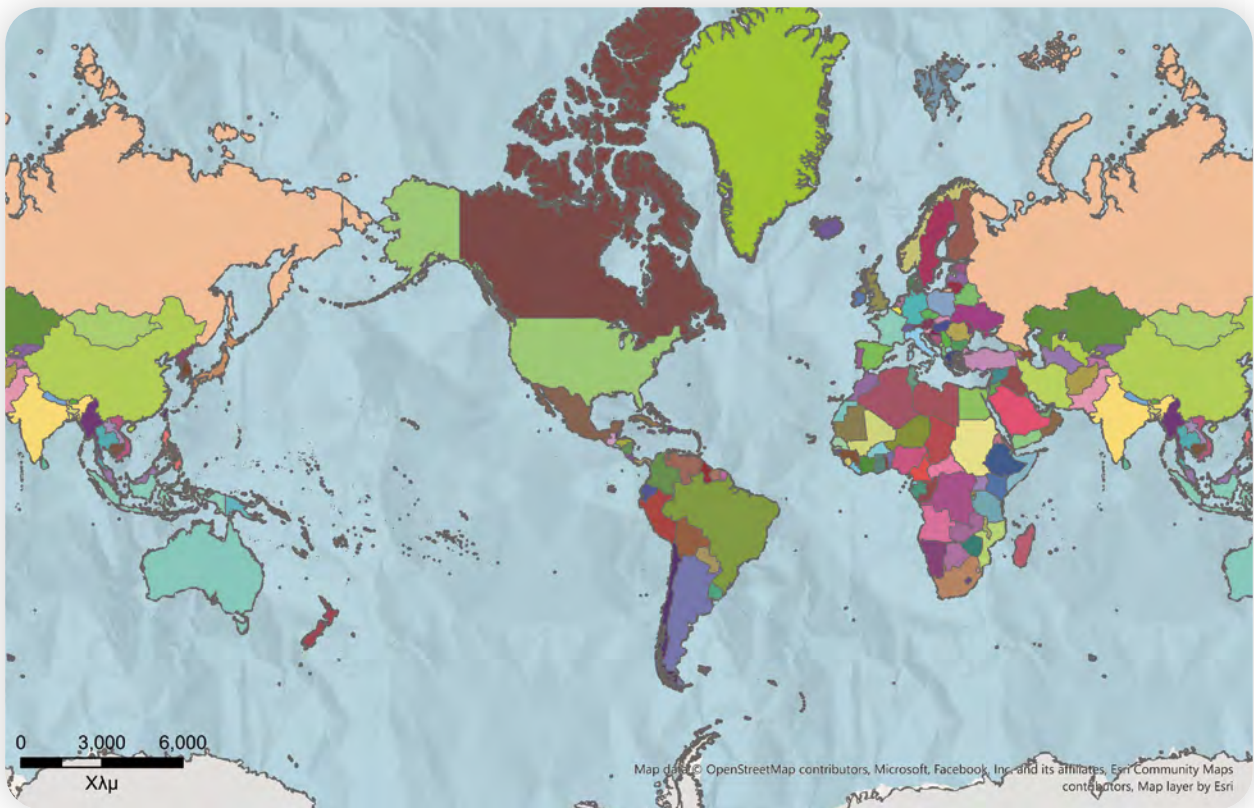 0 3,000 6,000
Χλμ
Map data © OpenStreetMap contributors, Microsoft, Facebook, Inc. and its affiliates, Esri Community Maps
contributors, Map layer by Esri